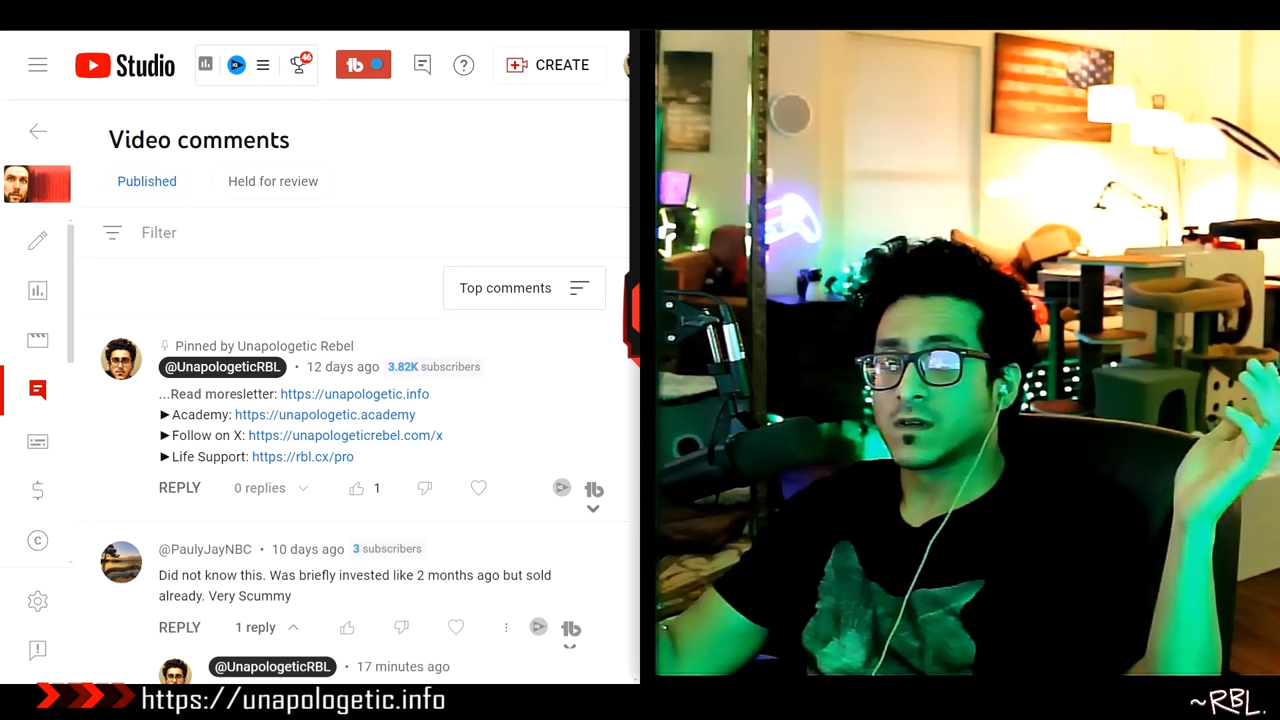 Studio
46
CREATE
Video comments
Published
Held for review
Filter
Top comments
Pinned by Unapologetic Rebel
@UnapologeticRBL • 12 days ago 3.82K subscribers
...Read moresletter: https://unapologetic.info
►Academy: https://unapologetic.academy
►Follow on X: https://unapologeticrebel.com/x
►Life Support: https://rbl.cx/pro
REPLY 0 replies 1
@PaulyJayNBC • 10 days ago 3 subscribers
Did not know this. Was briefly invested like 2 months ago but sold
already. Very Scummy
REPLY 1 reply
@UnapologeticRBL • 17 minutes ago
https://unapologetic.info
~RBL.